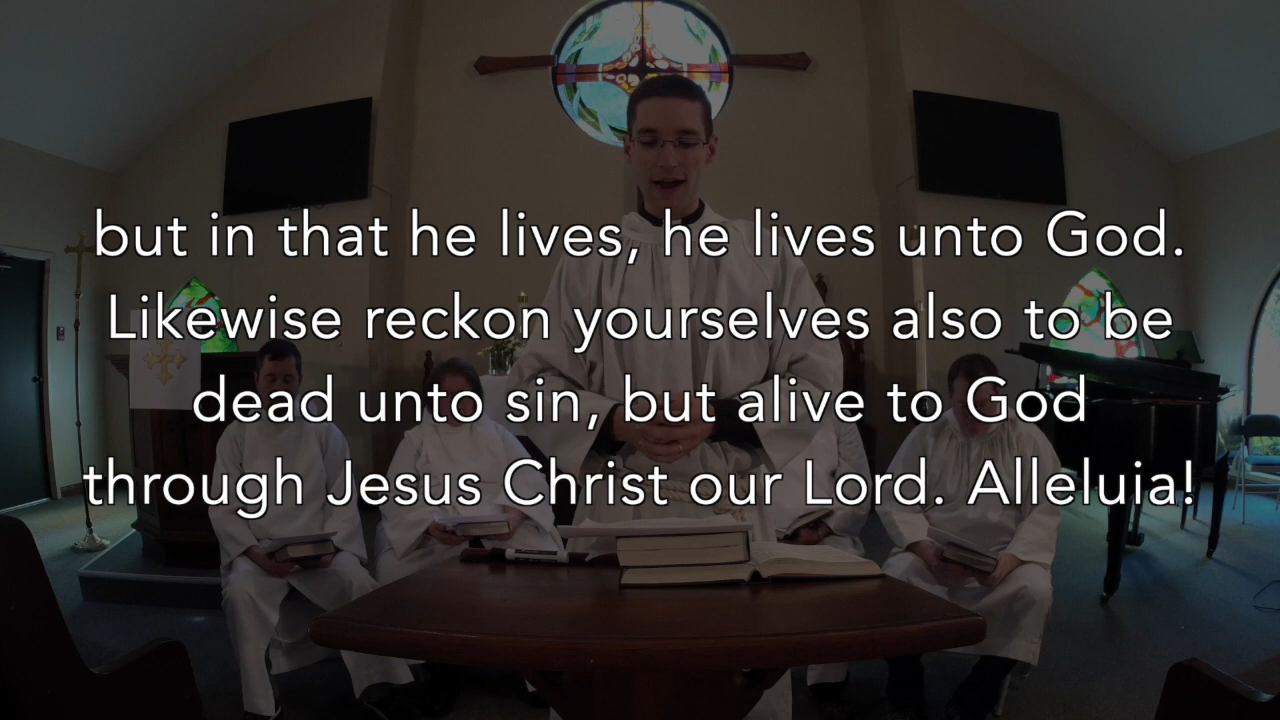 but in that he lives, he lives unto God.
Likewise reckon yourselves also to be
dead unto sin, but alive to God
through Jesus Christ our Lord. Alleluia!